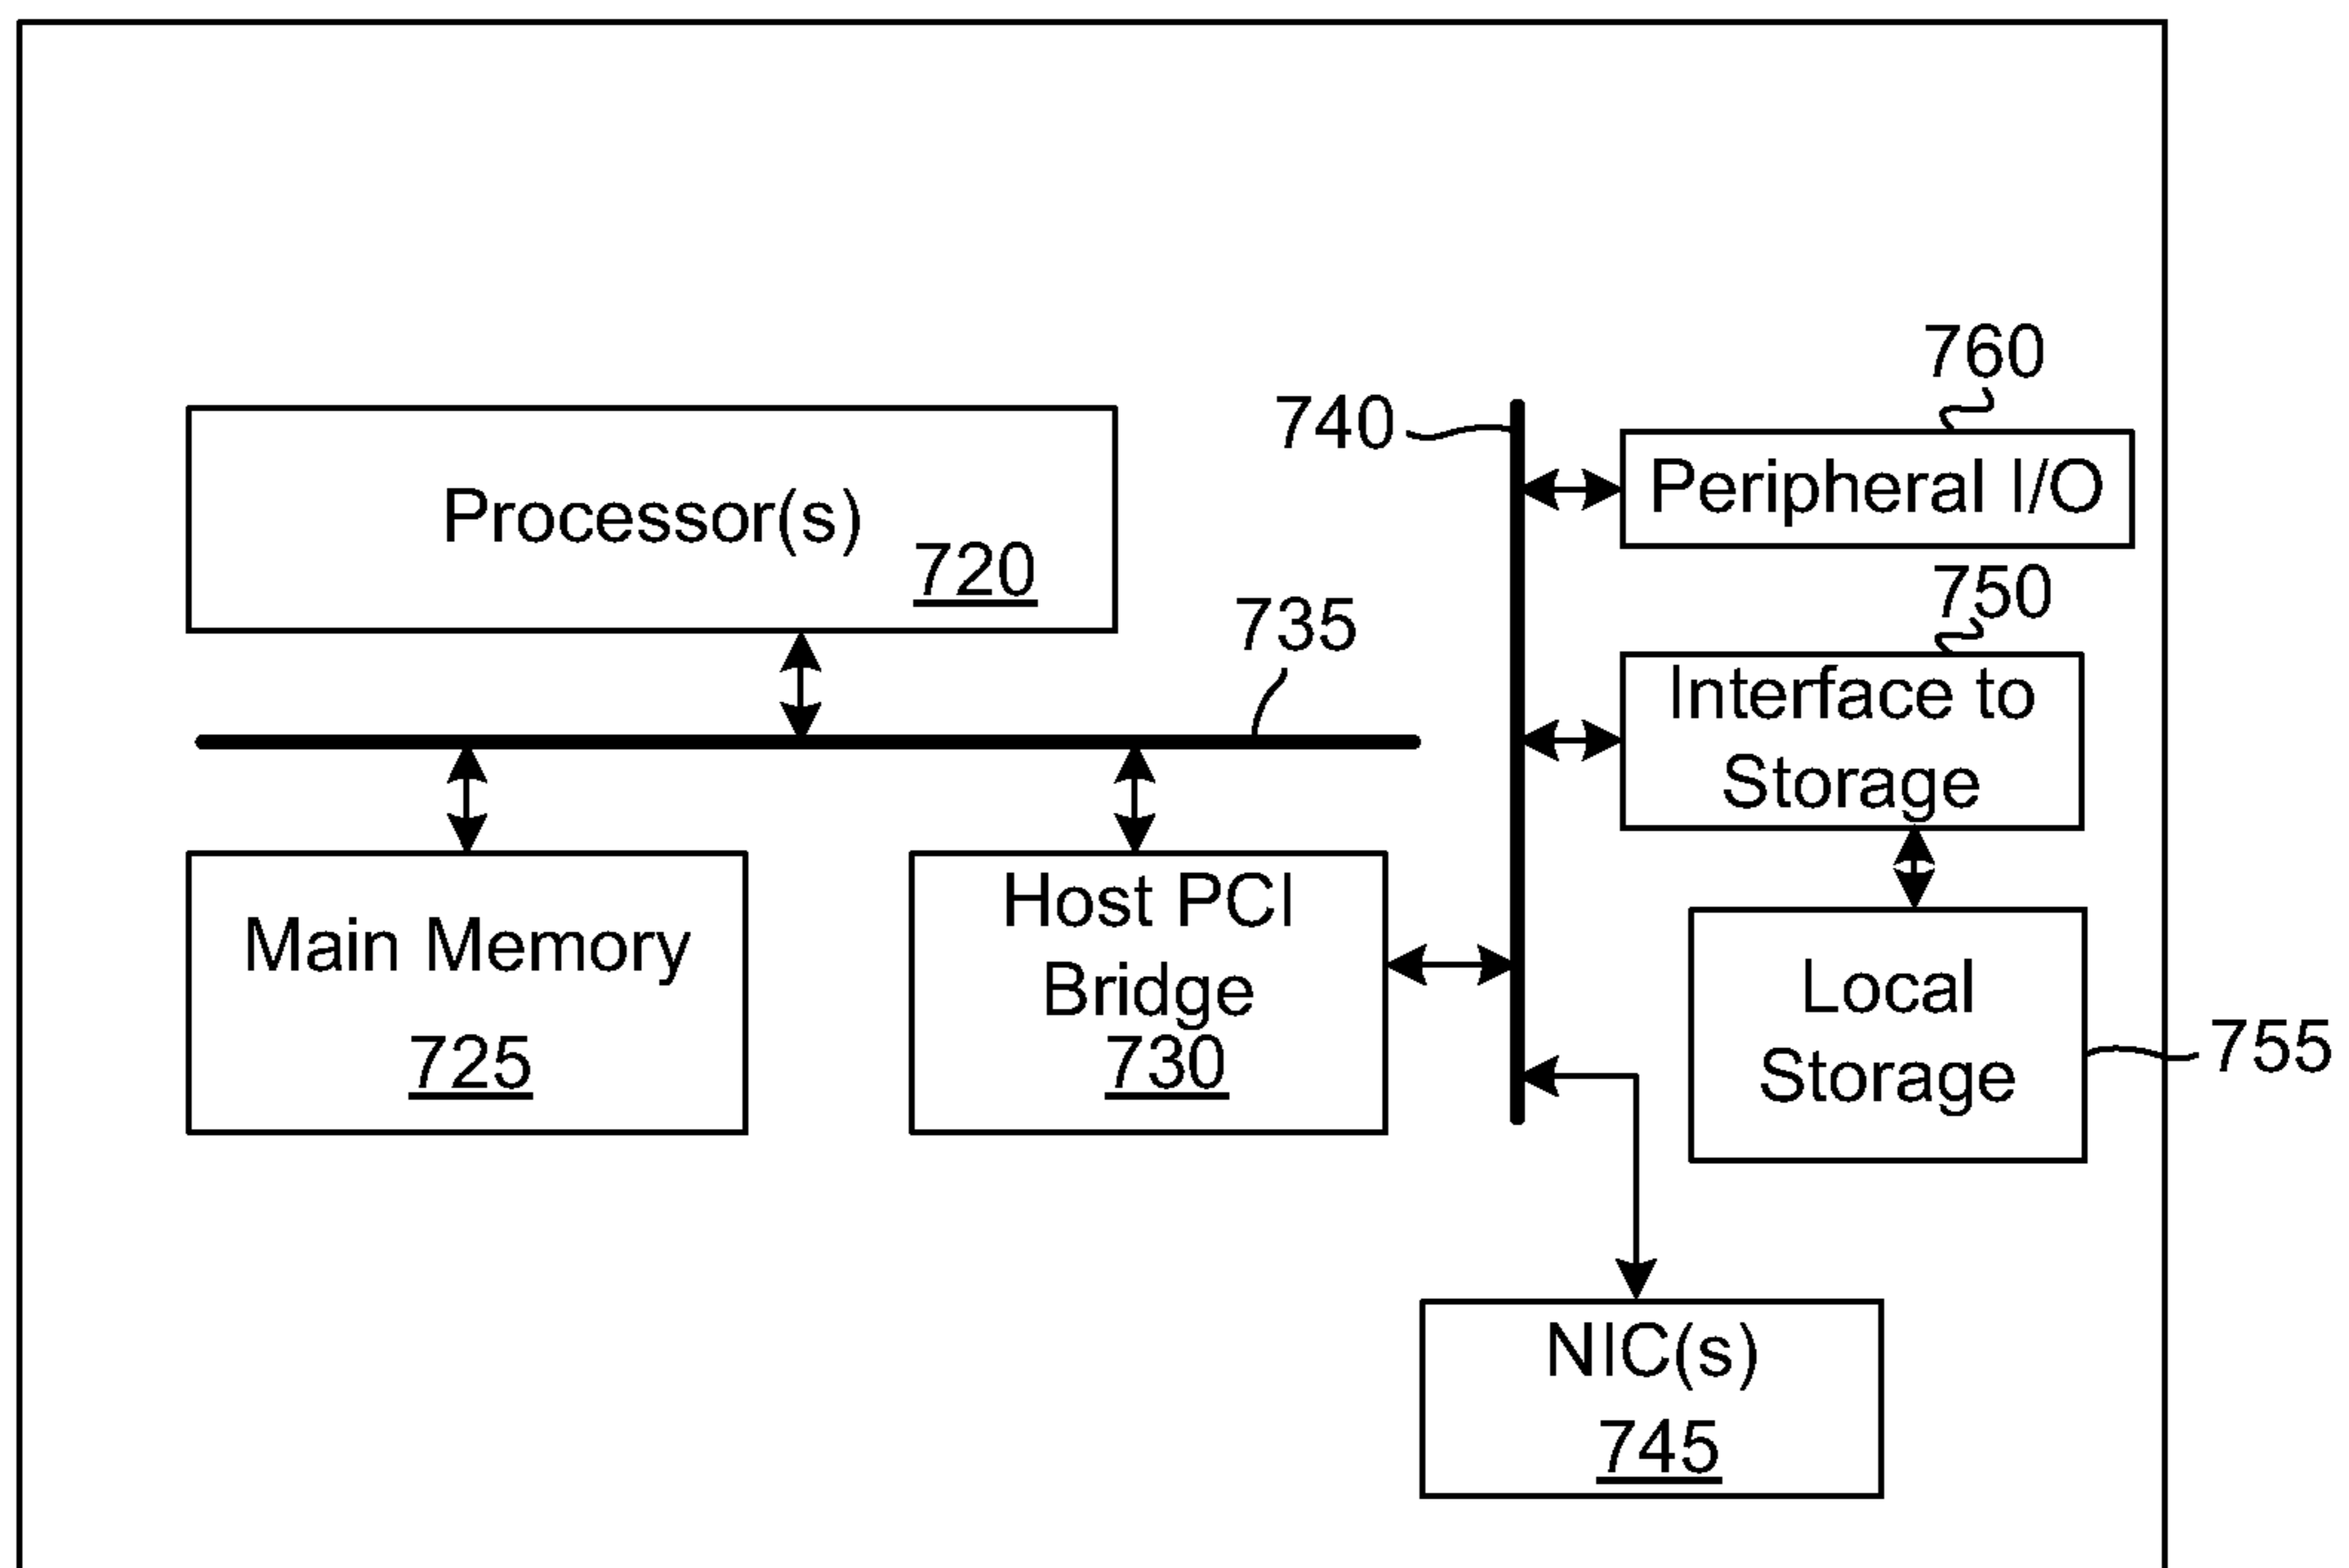 760
740
Peripheral I/O
Processor(s)
720
750
735
Interface to
Storage
Host PCI
Bridge
730
Main Memory
725
Local
Storage
755
NIC(s)
745